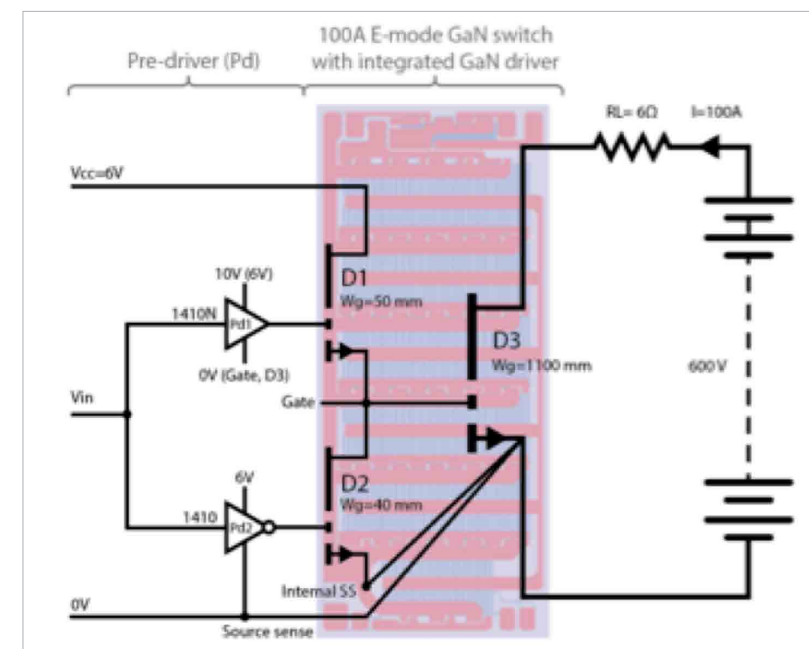 100A E-mode GaN switch
with integrated GaN driver
Pre-driver (Pd)
RL= 6Ω
I=100A
Vcc=6V
10V (6V)
D1
Wg=50 mm
1410N
Pd1
D3
Wg=1100 mm
0V (Gate, D3)
600 V
Vin
Gate
D2
Wg=40 mm
6V
1410
Pd2
Internal SS
0V
Source sense